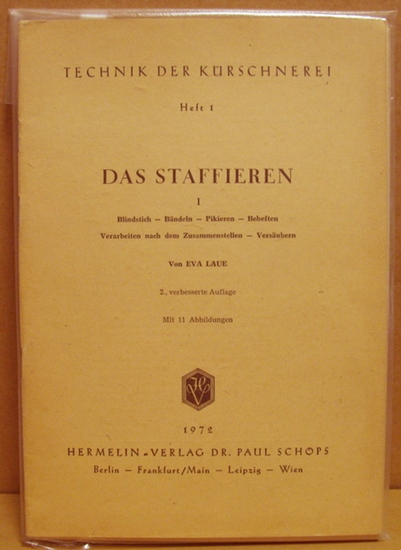 TECHNIK DER KÜRSCHNEREI
Heft 1
DAS STAFFIEREN
I
Blindstich – Bändeln – Pikieren – Beheften
Verarbeiten nach dem Zusammenstellen – Versäubern
Von EVA LAUE
2., verbesserte Auflage
Mit 11 Abbildungen
HV
1972
HERMELIN-VERLAG DR. PAUL SCHÖPS
Berlin – Frankfurt/Main – Leipzig – Wien